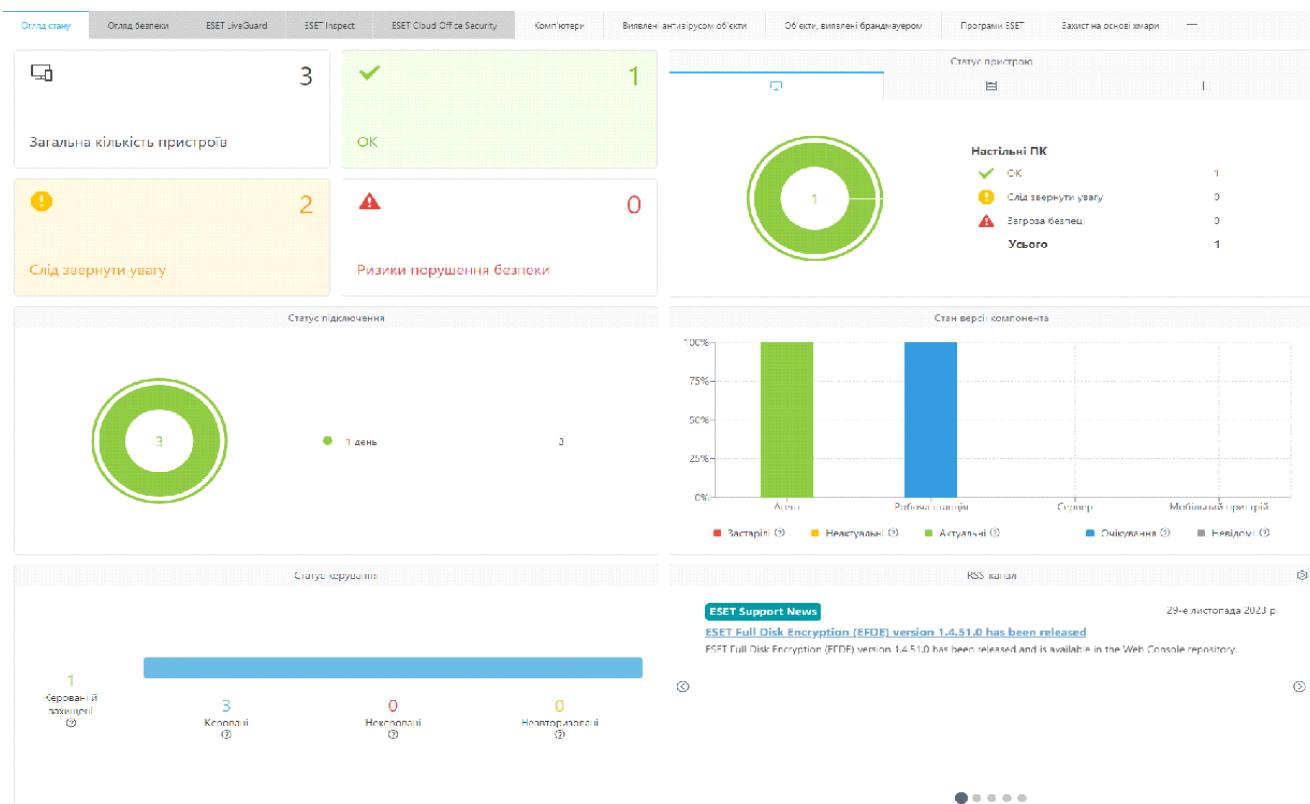 Огляд стану
Огляд безпеки
ESET LiveGuard
ESET Inspect
ESET Cloud Office Security
Комп'ютери
Виявлені антивірусом об'єкти
Об'єкти, виявлені брандмауером
Програми ESET
Захист на основі хмари
3
Загальна кількість пристроїв
1
OK
2
Слід звернути увагу
0
Ризики порушення безпеки
Статус пристрою
1
Настільні ПК
OK 1
Слід звернути увагу 0
Загроза безпеці 0
Усього 1
Статус підключення
3
1 день 3
Стан версії компонента
100%
75%
50%
25%
0%
Агент
Робоча станція
Сервер
Мобільний пристрій
Застарілі
Неактуальні
Актуальні
Очікування
Невідомі
Статус керування
1
Керовані й
захищені
3
Керовані
0
Некеровані
0
Неавторизовані
RSS-канал
ESET Support News 29-е листопада 2023 р.
ESET Full Disk Encryption (EFDE) version 1.4.51.0 has been released
ESET Full Disk Encryption (EFDE) version 1.4.51.0 has been released and is available in the Web Console repository.